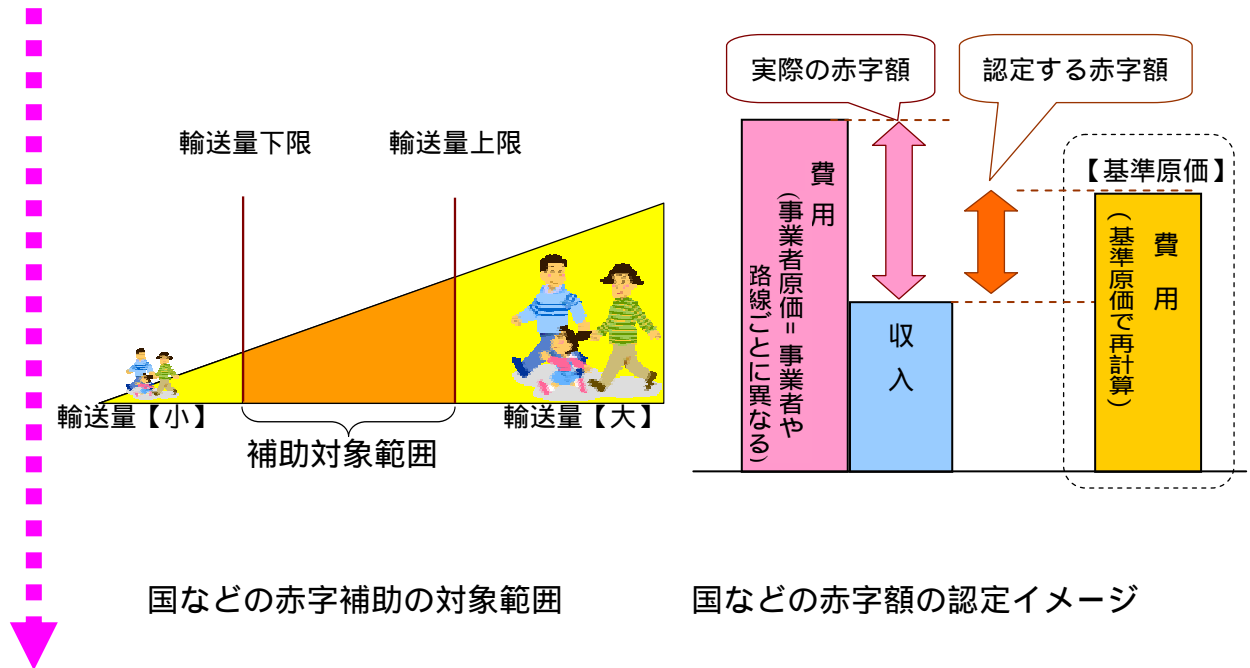 輸送量下限
輸送量上限
輸送量【小】
輸送量【大】
補助対象範囲
国などの赤字補助の対象範囲
実際の赤字額
認定する赤字額
費用
(事業者原価=事業者や
路線ごとに異なる)
収入
【基準原価】
費用
(基準原価で再計算)
国などの赤字額の認定イメージ